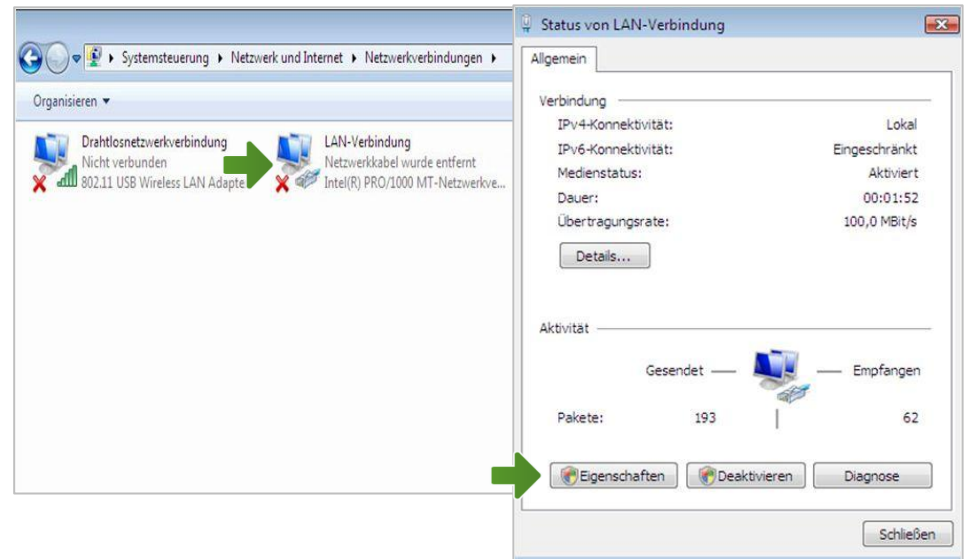 Systemsteuerung ▸ Netzwerk und Internet ▸ Netzwerkverbindungen ▸
Organisieren ▾
Drahtlosnetzwerkverbindung
Nicht verbunden
802.11 USB Wireless LAN Adapte
LAN-Verbindung
Netzwerkkabel wurde entfernt
Intel(R) PRO/1000 MT-Netzwerkve...
Status von LAN-Verbindung
Allgemein
Verbindung
IPv4-Konnektivität: Lokal
IPv6-Konnektivität: Eingeschränkt
Medienstatus: Aktiviert
Dauer: 00:01:52
Übertragungsrate: 100,0 MBit/s
Details...
Aktivität
Gesendet — — Empfangen
Pakete: 193 | 62
Eigenschaften Deaktivieren Diagnose
Schließen